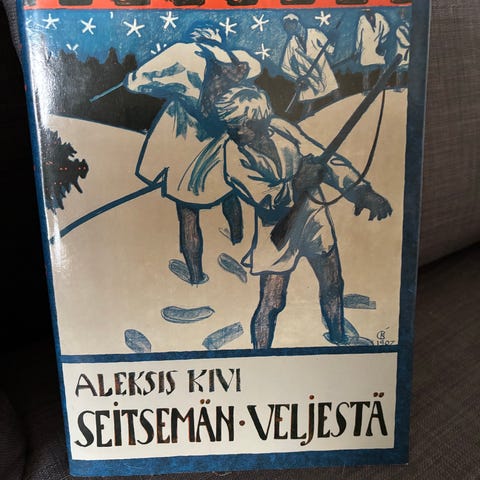 ALEKSIS KIVI
SEITSEMÄN · VELJESTÄ